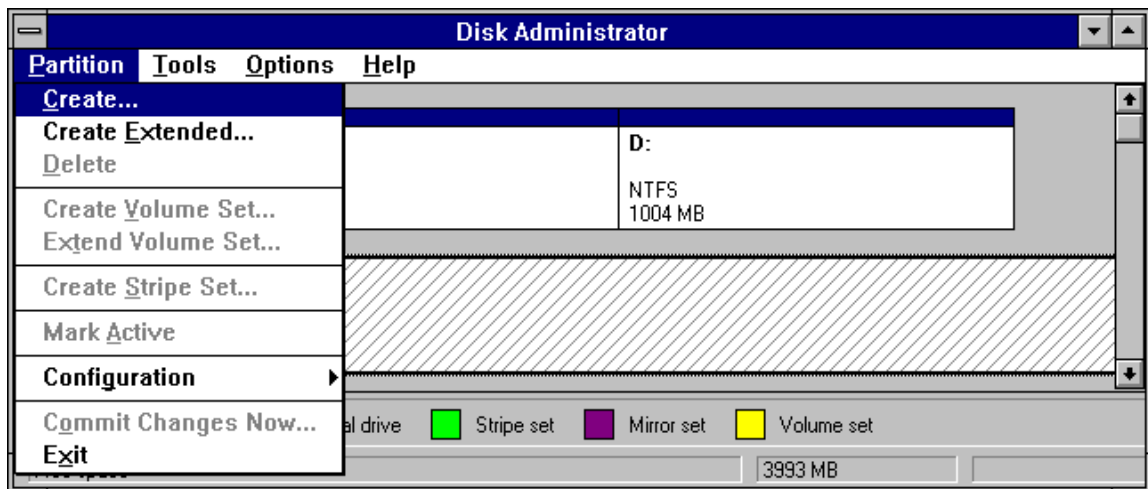 Disk Administrator
Partition Tools Options Help
Create...
Create Extended...
Delete
Create Volume Set...
Extend Volume Set...
Create Stripe Set...
Mark Active
Configuration
Commit Changes Now...
Exit
D:
NTFS
1004 MB
drive Stripe set Mirror set Volume set
3993 MB